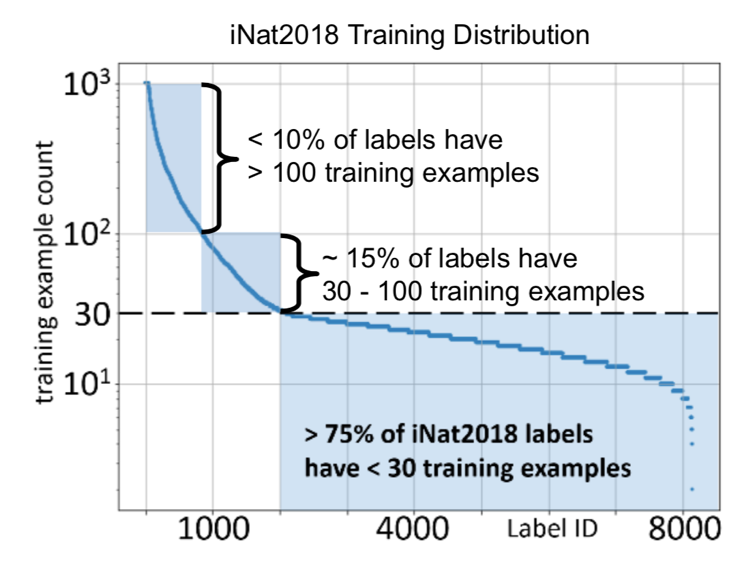 iNat2018 Training Distribution
10³
< 10% of labels have
> 100 training examples
10²
~ 15% of labels have
30 - 100 training examples
30
10¹
> 75% of iNat2018 labels
have < 30 training examples
training example count
1000
4000
Label ID
8000